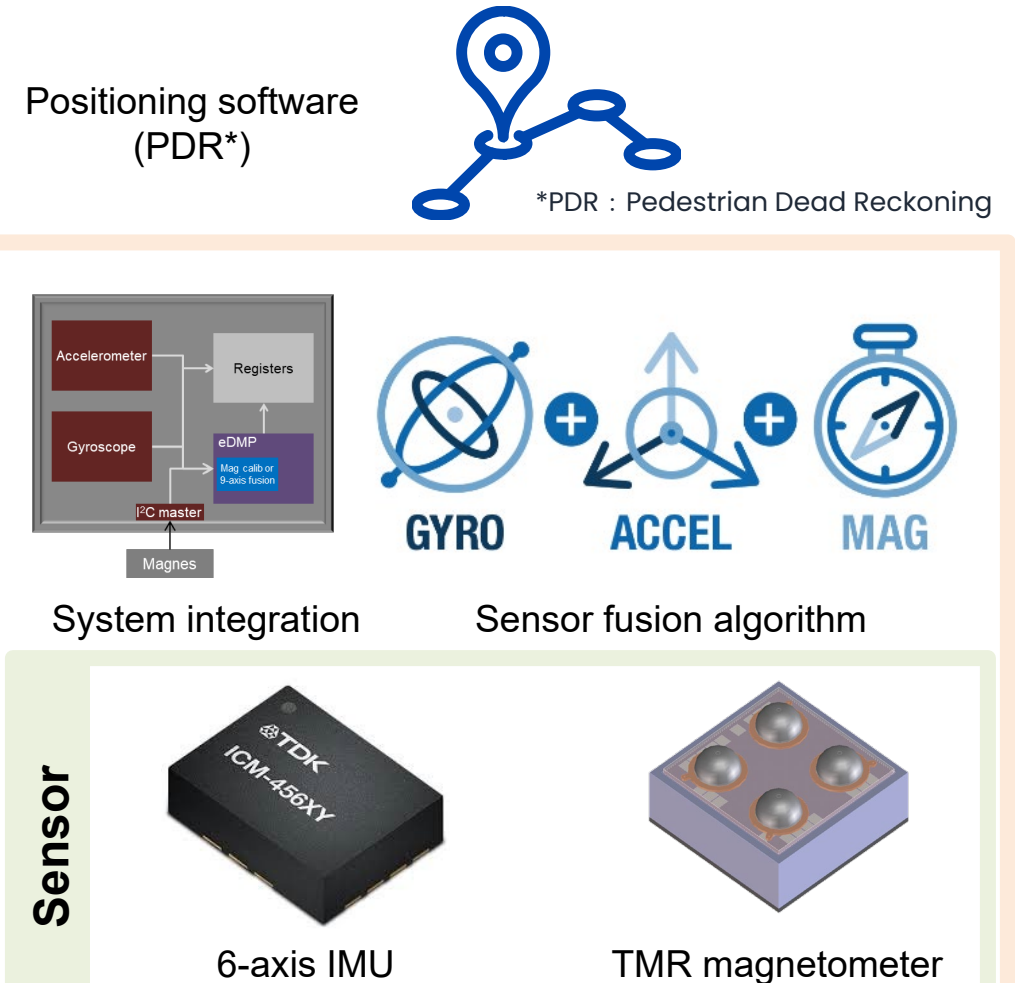 Positioning software
(PDR*)
*PDR : Pedestrian Dead Reckoning
Accelerometer
Registers
Gyroscope
eDMP
Mag calib or
9-axis fusion
I²C master
Magnes
GYRO
ACCEL
MAG
System integration
Sensor fusion algorithm
Sensor
TDK
ICM-456XY
6-axis IMU
TMR magnetometer